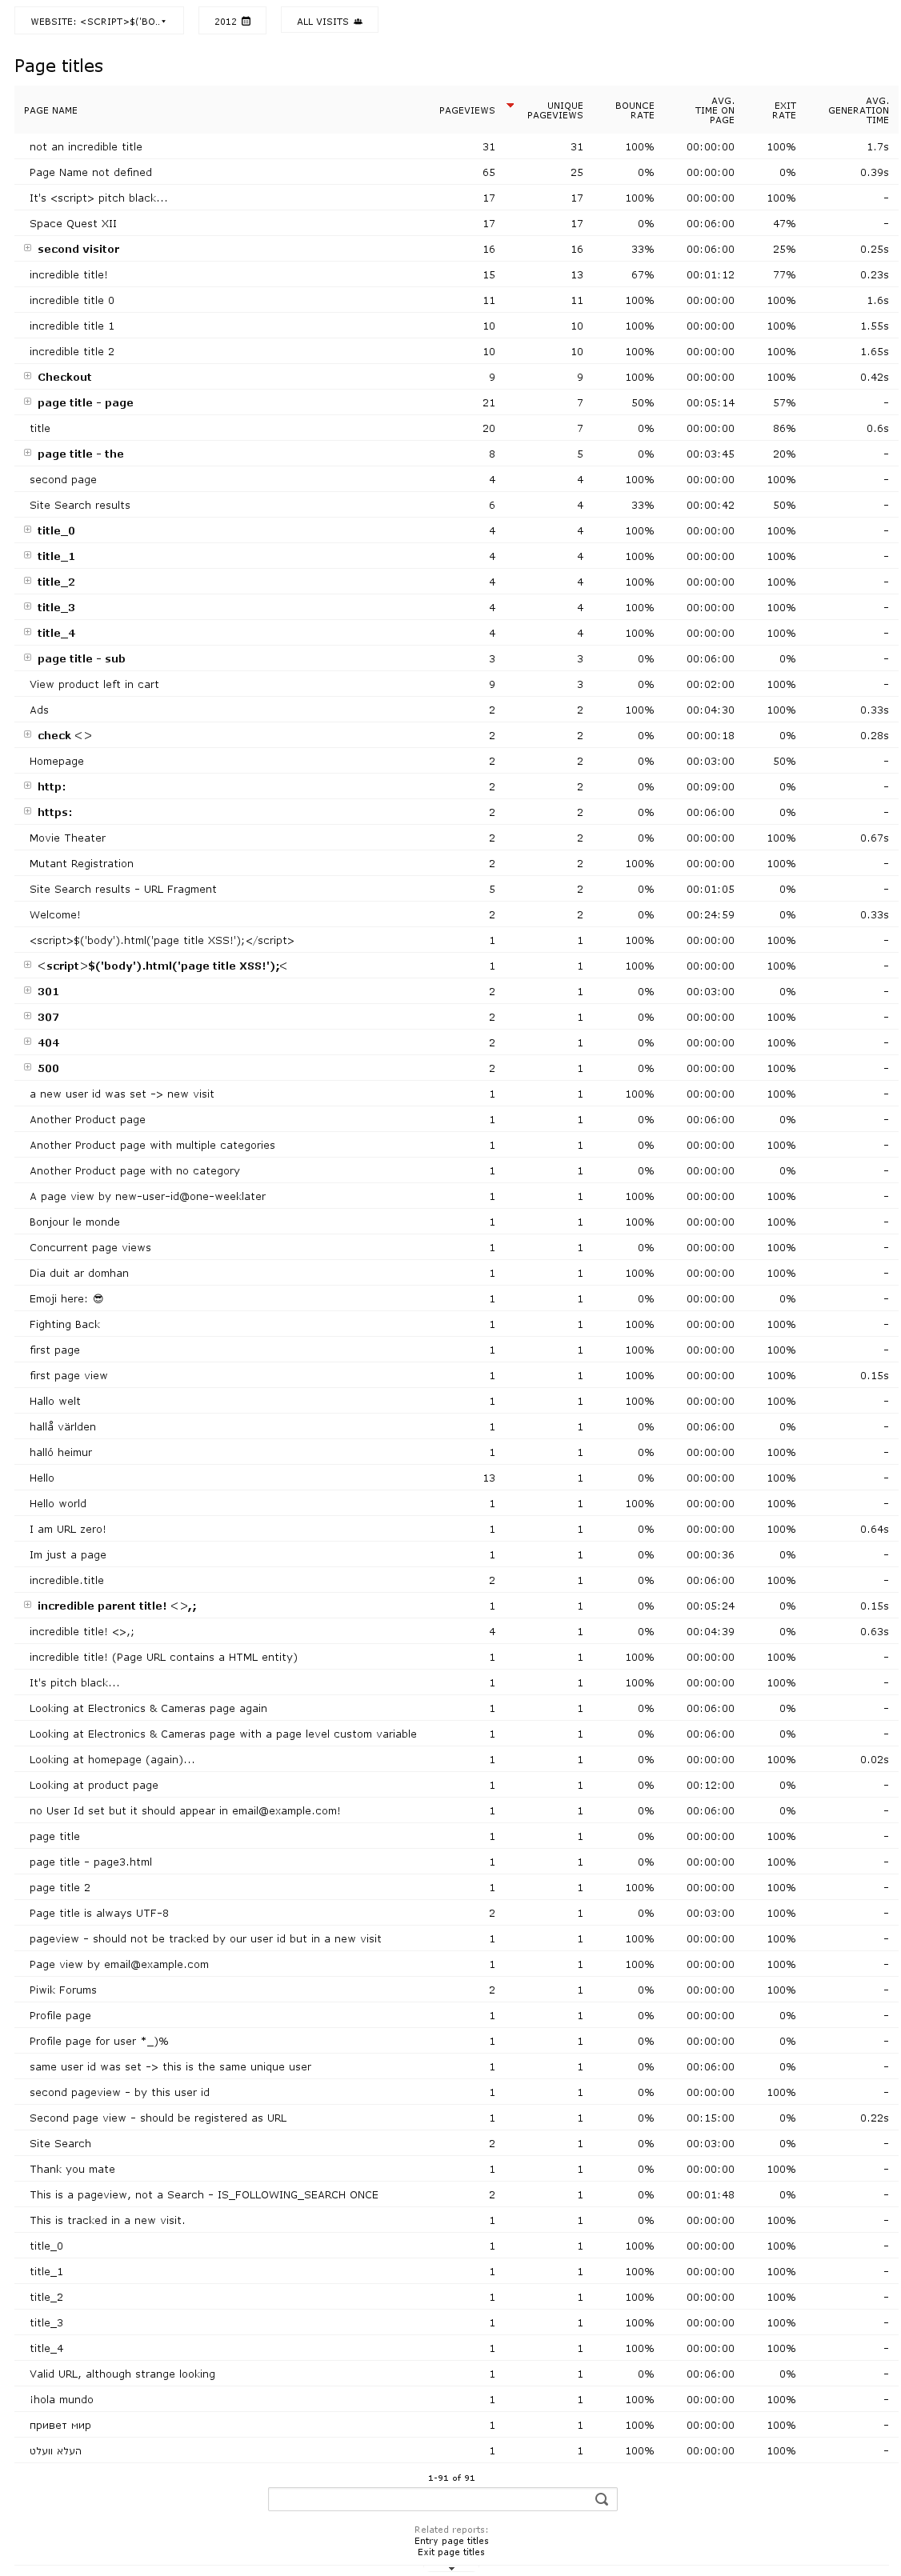 WEBSITE: <SCRIPT>$('BO.. 2012 ALL VISITS
Page titles
PAGE NAME PAGEVIEWS UNIQUE PAGEVIEWS BOUNCE RATE AVG. TIME ON PAGE EXIT RATE AVG. GENERATION TIME
not an incredible title 31 31 100% 00:00:00 100% 1.7s
Page Name not defined 65 25 0% 00:00:00 0% 0.39s
It's <script> pitch black... 17 17 100% 00:00:00 100% -
Space Quest XII 17 17 0% 00:06:00 47% -
second visitor 16 16 33% 00:06:00 25% 0.25s
incredible title! 15 13 67% 00:01:12 77% 0.23s
incredible title 0 11 11 100% 00:00:00 100% 1.6s
incredible title 1 10 10 100% 00:00:00 100% 1.55s
incredible title 2 10 10 100% 00:00:00 100% 1.65s
Checkout 9 9 100% 00:00:00 100% 0.42s
page title - page 21 7 50% 00:05:14 57% -
title 20 7 0% 00:00:00 86% 0.6s
page title - the 8 5 0% 00:03:45 20% -
second page 4 4 100% 00:00:00 100% -
Site Search results 6 4 33% 00:00:42 50% -
title_0 4 4 100% 00:00:00 100% -
title_1 4 4 100% 00:00:00 100% -
title_2 4 4 100% 00:00:00 100% -
title_3 4 4 100% 00:00:00 100% -
title_4 4 4 100% 00:00:00 100% -
page title - sub 3 3 0% 00:06:00 0% -
View product left in cart 9 3 0% 00:02:00 100% -
Ads 2 2 100% 00:04:30 100% 0.33s
check <> 2 2 0% 00:00:18 0% 0.28s
Homepage 2 2 0% 00:03:00 50% -
http: 2 2 0% 00:09:00 0% -
https: 2 2 0% 00:06:00 0% -
Movie Theater 2 2 0% 00:00:00 100% 0.67s
Mutant Registration 2 2 100% 00:00:00 100% -
Site Search results - URL Fragment 5 2 0% 00:01:05 0% -
Welcome! 2 2 0% 00:24:59 0% 0.33s
<script>$('body').html('page title XSS!');</script> 1 1 100% 00:00:00 100% -
<script>$('body').html('page title XSS!');< 1 1 100% 00:00:00 100% -
301 2 1 0% 00:03:00 0% -
307 2 1 0% 00:00:00 100% -
404 2 1 0% 00:00:00 100% -
500 2 1 0% 00:00:00 100% -
a new user id was set -> new visit 1 1 100% 00:00:00 100% -
Another Product page 1 1 0% 00:06:00 0% -
Another Product page with multiple categories 1 1 0% 00:00:00 100% -
Another Product page with no category 1 1 0% 00:00:00 0% -
A page view by new-user-id@one-weeklater 1 1 100% 00:00:00 100% -
Bonjour le monde 1 1 100% 00:00:00 100% -
Concurrent page views 1 1 0% 00:00:00 100% -
Dia duit ar domhan 1 1 100% 00:00:00 100% -
Emoji here: 😎 1 1 0% 00:00:00 0% -
Fighting Back 1 1 100% 00:00:00 100% -
first page 1 1 100% 00:00:00 100% -
first page view 1 1 100% 00:00:00 100% 0.15s
Hallo welt 1 1 100% 00:00:00 100% -
hallå världen 1 1 0% 00:06:00 0% -
halló heimur 1 1 0% 00:00:00 100% -
Hello 13 1 0% 00:00:00 100% -
Hello world 1 1 100% 00:00:00 100% -
I am URL zero! 1 1 0% 00:00:00 100% 0.64s
Im just a page 1 1 0% 00:00:36 0% -
incredible.title 2 1 0% 00:06:00 100% -
incredible parent title! <>,; 1 1 0% 00:05:24 0% 0.15s
incredible title! <>,; 4 1 0% 00:04:39 0% 0.63s
incredible title! (Page URL contains a HTML entity) 1 1 100% 00:00:00 100% -
It's pitch black... 1 1 100% 00:00:00 100% -
Looking at Electronics & Cameras page again 1 1 0% 00:06:00 0% -
Looking at Electronics & Cameras page with a page level custom variable 1 1 0% 00:06:00 0% -
Looking at homepage (again)... 1 1 0% 00:00:00 100% 0.02s
Looking at product page 1 1 0% 00:12:00 0% -
no User Id set but it should appear in email@example.com! 1 1 0% 00:06:00 0% -
page title 1 1 0% 00:00:00 100% -
page title - page3.html 1 1 0% 00:00:00 100% -
page title 2 1 1 100% 00:00:00 100% -
Page title is always UTF-8 2 1 0% 00:03:00 100% -
pageview - should not be tracked by our user id but in a new visit 1 1 100% 00:00:00 100% -
Page view by email@example.com 1 1 100% 00:00:00 100% -
Piwik Forums 2 1 0% 00:00:00 100% -
Profile page 1 1 0% 00:00:00 0% -
Profile page for user *_)% 1 1 0% 00:00:00 0% -
same user id was set -> this is the same unique user 1 1 0% 00:06:00 0% -
second pageview - by this user id 1 1 0% 00:00:00 100% -
Second page view - should be registered as URL 1 1 0% 00:15:00 0% 0.22s
Site Search 2 1 0% 00:03:00 0% -
Thank you mate 1 1 0% 00:00:00 100% -
This is a pageview, not a Search - IS_FOLLOWING_SEARCH ONCE 2 1 0% 00:01:48 0% -
This is tracked in a new visit. 1 1 0% 00:00:00 100% -
title_0 1 1 100% 00:00:00 100% -
title_1 1 1 100% 00:00:00 100% -
title_2 1 1 100% 00:00:00 100% -
title_3 1 1 100% 00:00:00 100% -
title_4 1 1 100% 00:00:00 100% -
Valid URL, although strange looking 1 1 0% 00:06:00 0% -
¡hola mundo 1 1 100% 00:00:00 100% -
привет мир 1 1 100% 00:00:00 100% -
העלא וועלט 1 1 100% 00:00:00 100% -
1-91 of 91
Related reports:
Entry page titles
Exit page titles